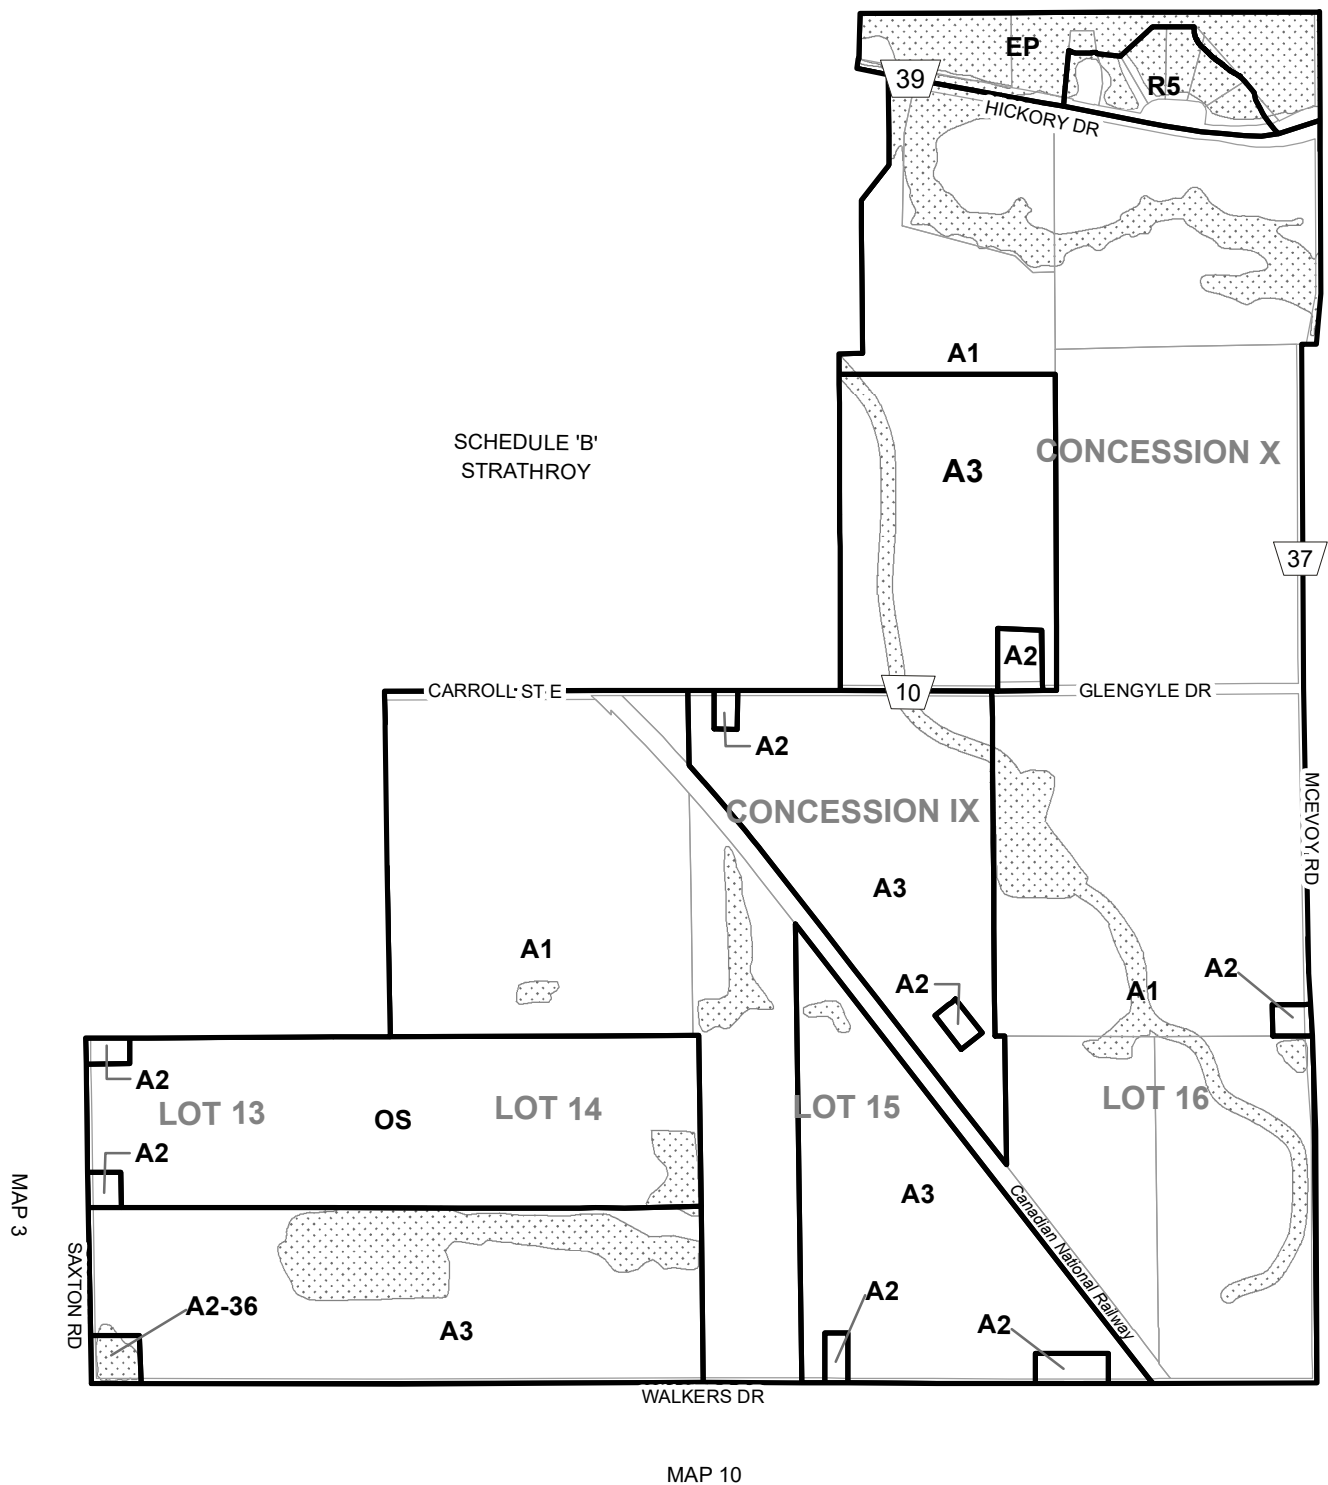 EP
39
R5
HICKORY DR
A1
SCHEDULE 'B'
STRATHROY
CONCESSION X
A3
37
A2
CARROLL ST E
10
GLENGYLE DR
A2
CONCESSION IX
MCEVOY RD
A3
A1
A2
A2
A1
A2
LOT 13
LOT 14
OS
LOT 15
LOT 16
A2
MAP 3
A3
Canadian National Railway
SAXTON RD
A2-36
A3
A2
A2
WALKERS DR
MAP 10